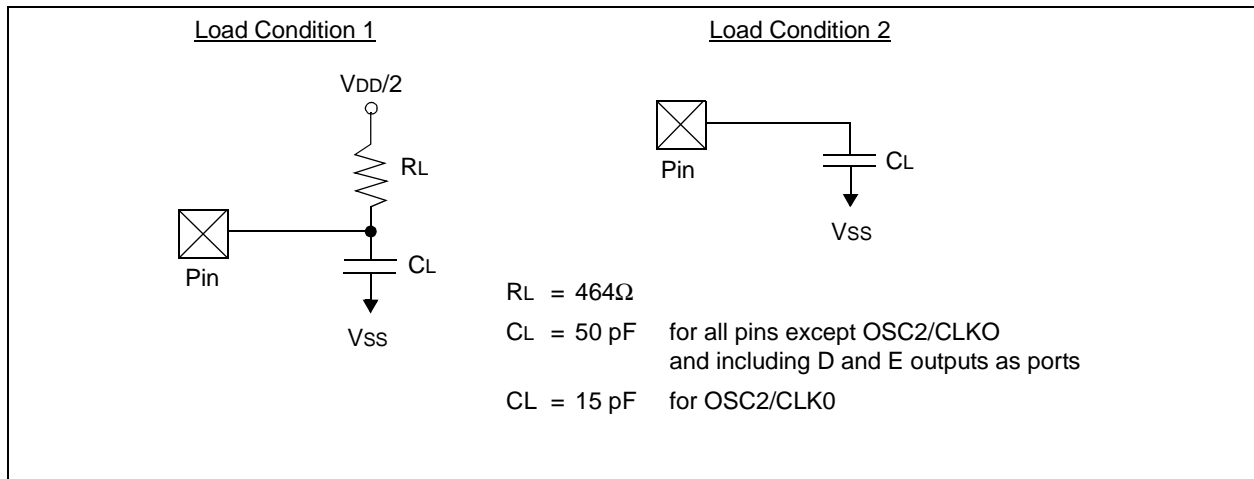 Load Condition 1
VDD/2
RL
Pin
CL
VSS
Load Condition 2
Pin
CL
VSS
RL = 464Ω
CL = 50 pF for all pins except OSC2/CLKO
and including D and E outputs as ports
CL = 15 pF for OSC2/CLK0